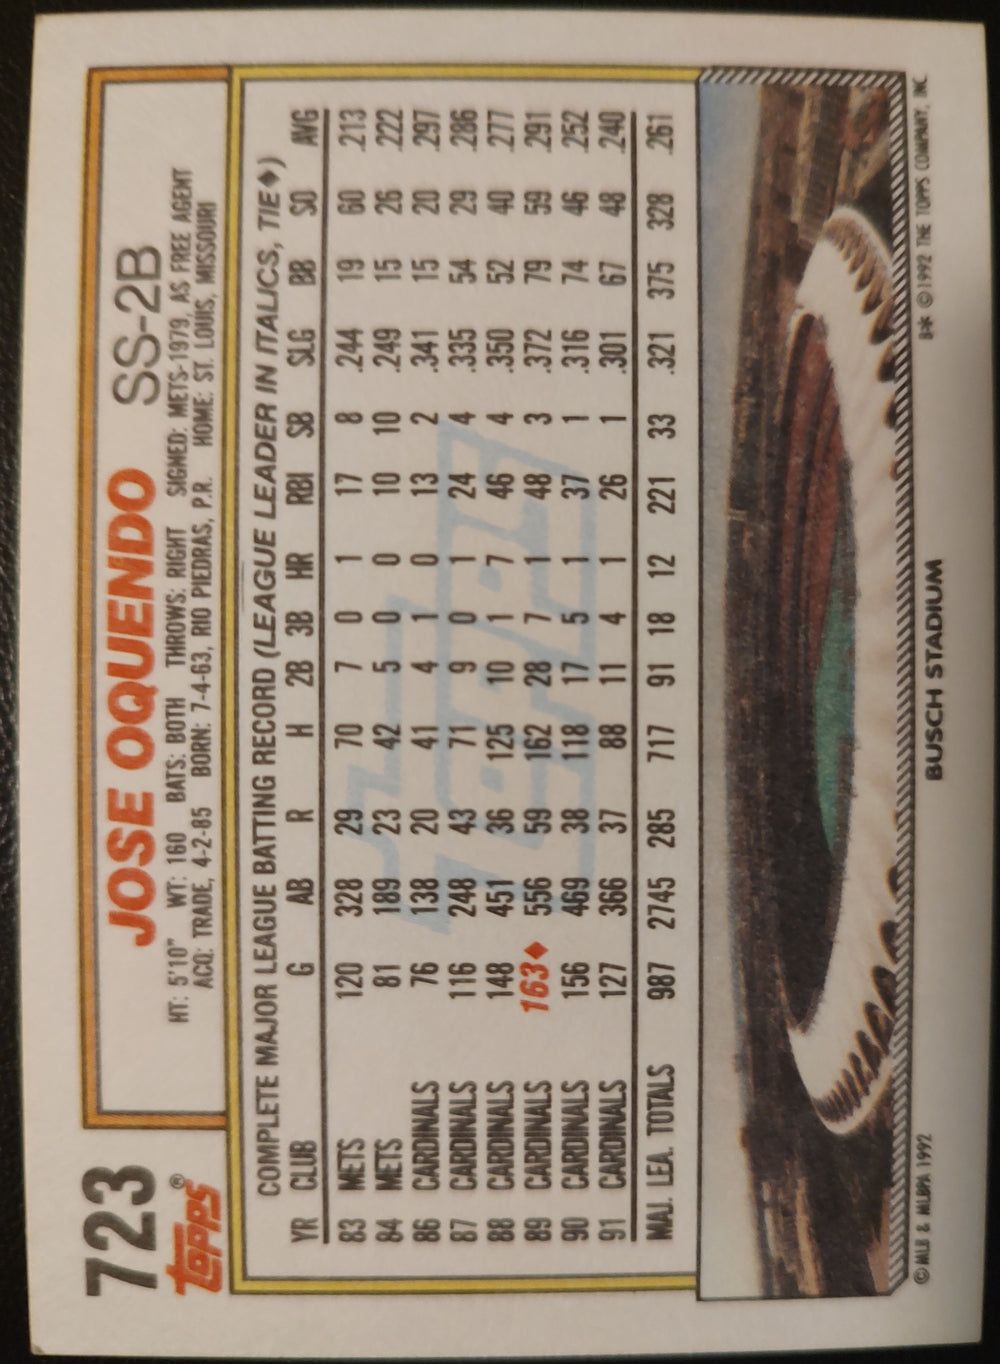 723
Topps®
JOSE OQUENDO SS-2B
HT: 5'10" WT: 160 BATS: BOTH THROWS: RIGHT SIGNED: METS-1979, AS FREE AGENT
ACQ: TRADE, 4-2-85 BORN: 7-4-63, RIO PIEDRAS, P.R. HOME: ST. LOUIS, MISSOURI
COMPLETE MAJOR LEAGUE BATTING RECORD (LEAGUE LEADER IN ITALICS, TIE♦)
YR CLUB G AB R H 2B 3B HR RBI SB SLG BB SO AVG
83 METS 120 328 29 70 7 0 1 17 8 .244 19 60 .213
84 METS 81 189 23 42 5 0 0 10 10 .249 15 26 .222
86 CARDINALS 76 138 20 41 4 1 0 13 2 .341 15 20 .297
87 CARDINALS 116 248 43 71 9 0 1 24 4 .335 54 29 .286
88 CARDINALS 148 451 36 125 10 1 7 46 4 .350 52 40 .277
89 CARDINALS 163♦ 556 59 162 28 7 1 48 3 .372 79 59 .291
90 CARDINALS 156 469 38 118 17 5 1 37 1 .316 74 46 .252
91 CARDINALS 127 366 37 88 11 4 1 26 1 .301 67 48 .240
MAJ. LEA. TOTALS 987 2745 285 717 91 18 12 221 33 .321 375 328 .261
©MLB & MLBPA 1992
BUSCH STADIUM
B* ©1992 THE TOPPS COMPANY, INC.